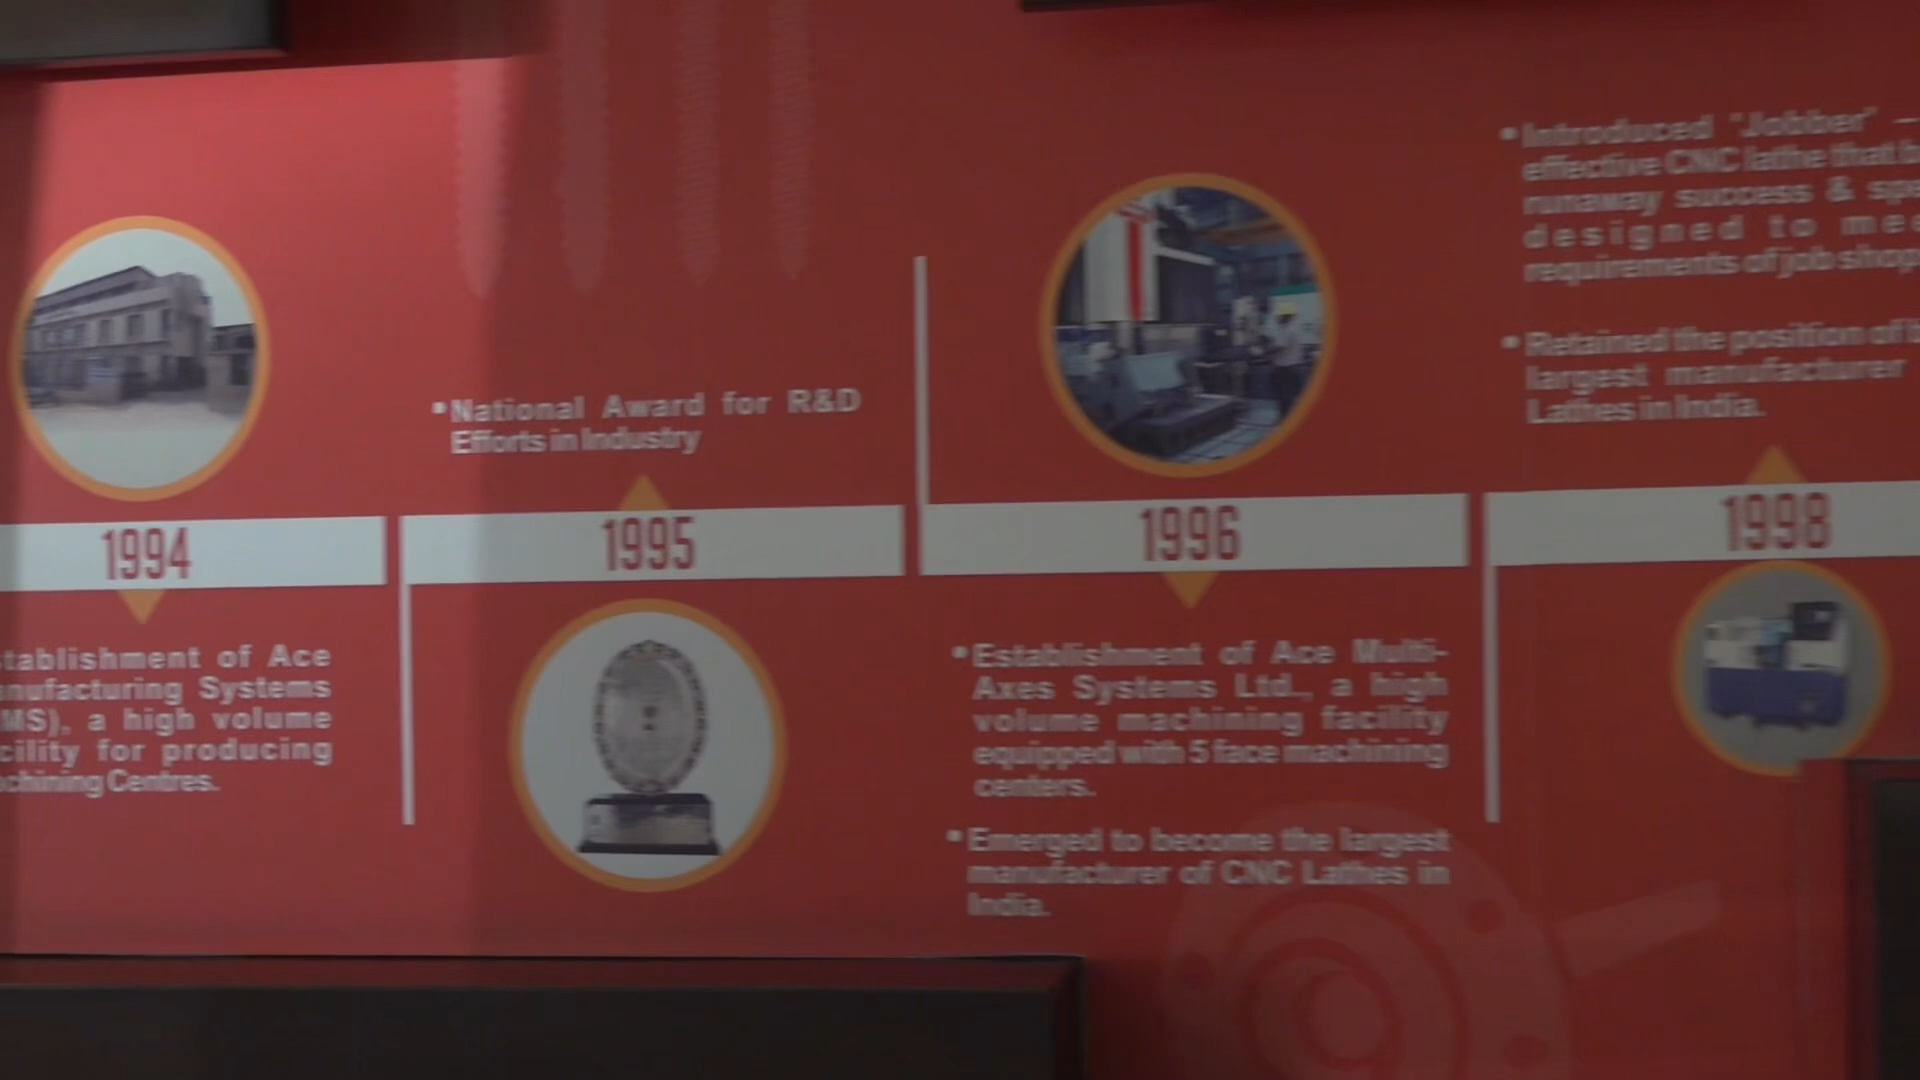 1994
tablishment of Ace
anufacturing Systems
MS), a high volume
cility for producing
chining Centres.
• National Award for R&D
Efforts in Industry
1995
1996
• Establishment of Ace Multi-
Axes Systems Ltd., a high
volume machining facility
equipped with 5 face machining
centers.
• Emerged to become the largest
manufacturer of CNC Lathes in
India.
• Introduced "Jobber" –
effective CNC lathe that b
runaway success & spe
designed to mee
requirements of job shop
• Retained the position of
largest manufacturer
Lathes in India.
1998